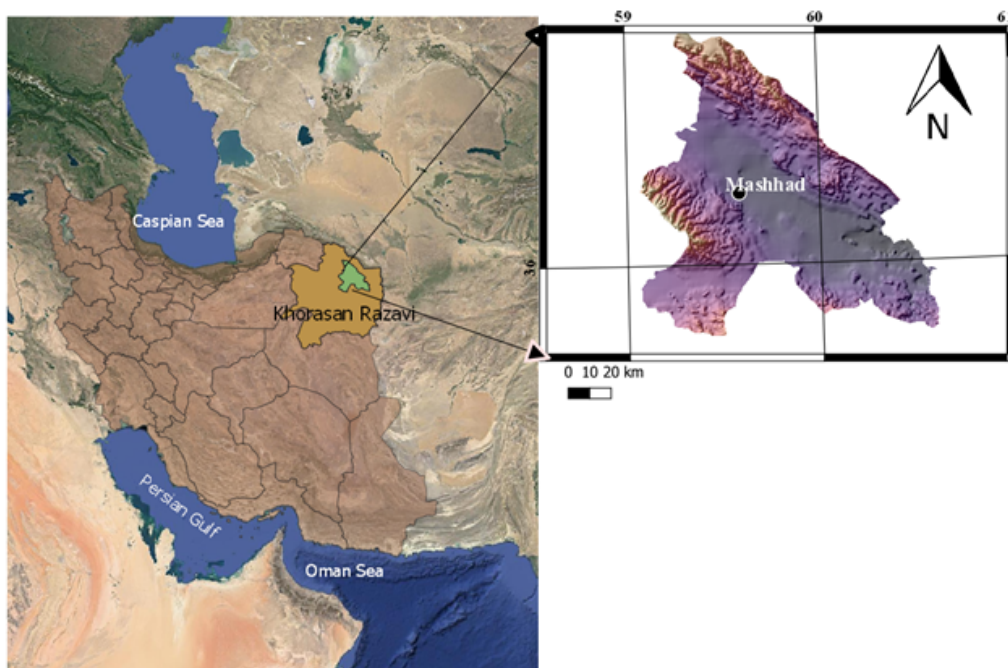 59 60 6
N
Mashhad
36
0 10 20 km
Caspian Sea
Khorasan Razavi
Persian Gulf
Oman Sea